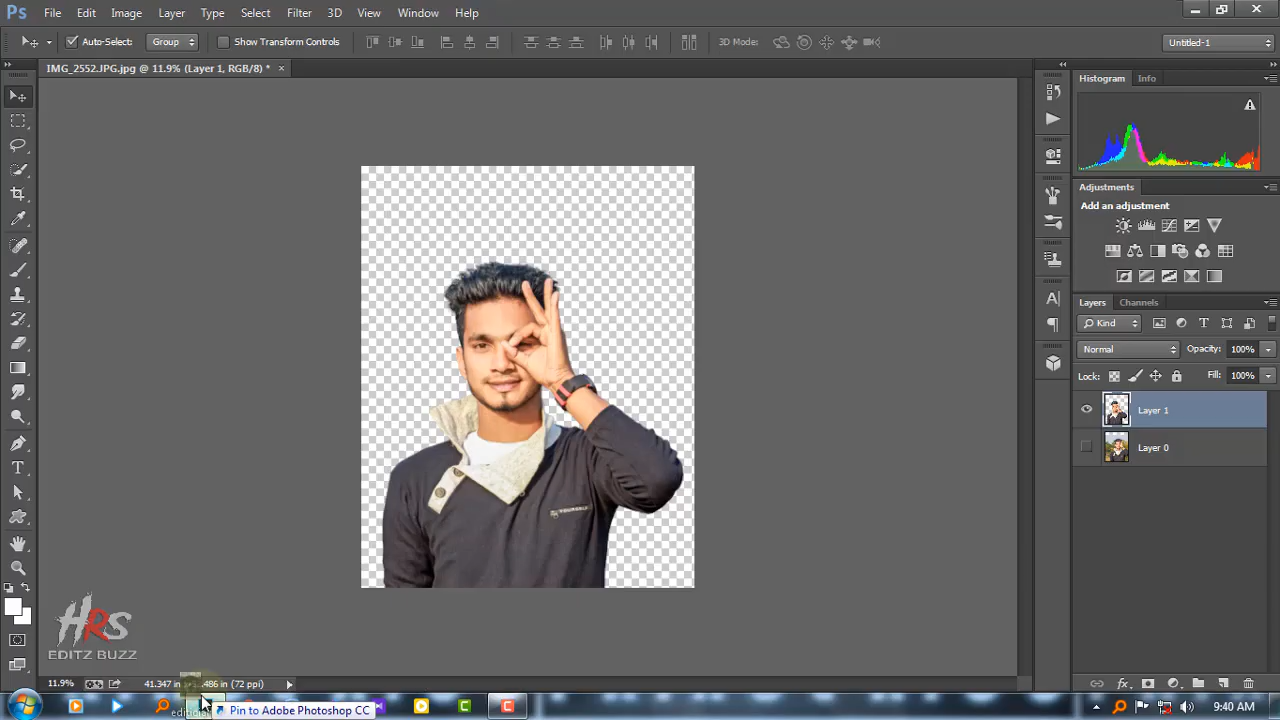 Ps File Edit Image Layer Type Select Filter 3D View Window Help
Auto-Select: Group Show Transform Controls 3D Mode: Untitled-1
IMG_2552.JPG.jpg @ 11.9% (Layer 1, RGB/8) *
Histogram Info
Adjustments
Add an adjustment
Layers Channels
Kind
Normal Opacity: 100%
Lock: Fill: 100%
Layer 1
Layer 0
HRS
EDITZ BUZZ
11.9% 41.347 in (72 ppi)
Pin to Adobe Photoshop CC
9:40 AM